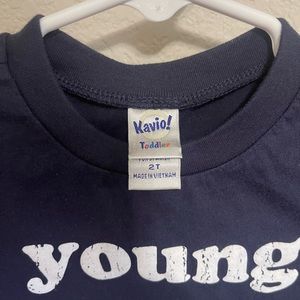 Kavio!
Toddler
2T
MADE IN VIETNAM
young